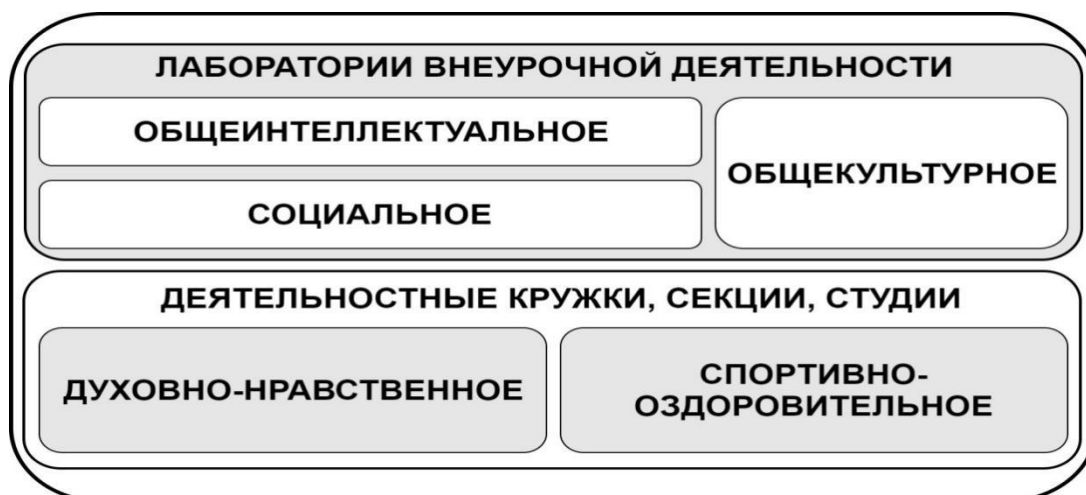 ЛАБОРАТОРИИ ВНЕУРОЧНОЙ ДЕЯТЕЛЬНОСТИ
ОБЩЕИНТЕЛЛЕКТУАЛЬНОЕ
СОЦИАЛЬНОЕ
ОБЩЕКУЛЬТУРНОЕ
ДЕЯТЕЛЬНОСТНЫЕ КРУЖКИ, СЕКЦИИ, СТУДИИ
ДУХОВНО-НРАВСТВЕННОЕ
СПОРТИВНО-
ОЗДОРОВИТЕЛЬНОЕ